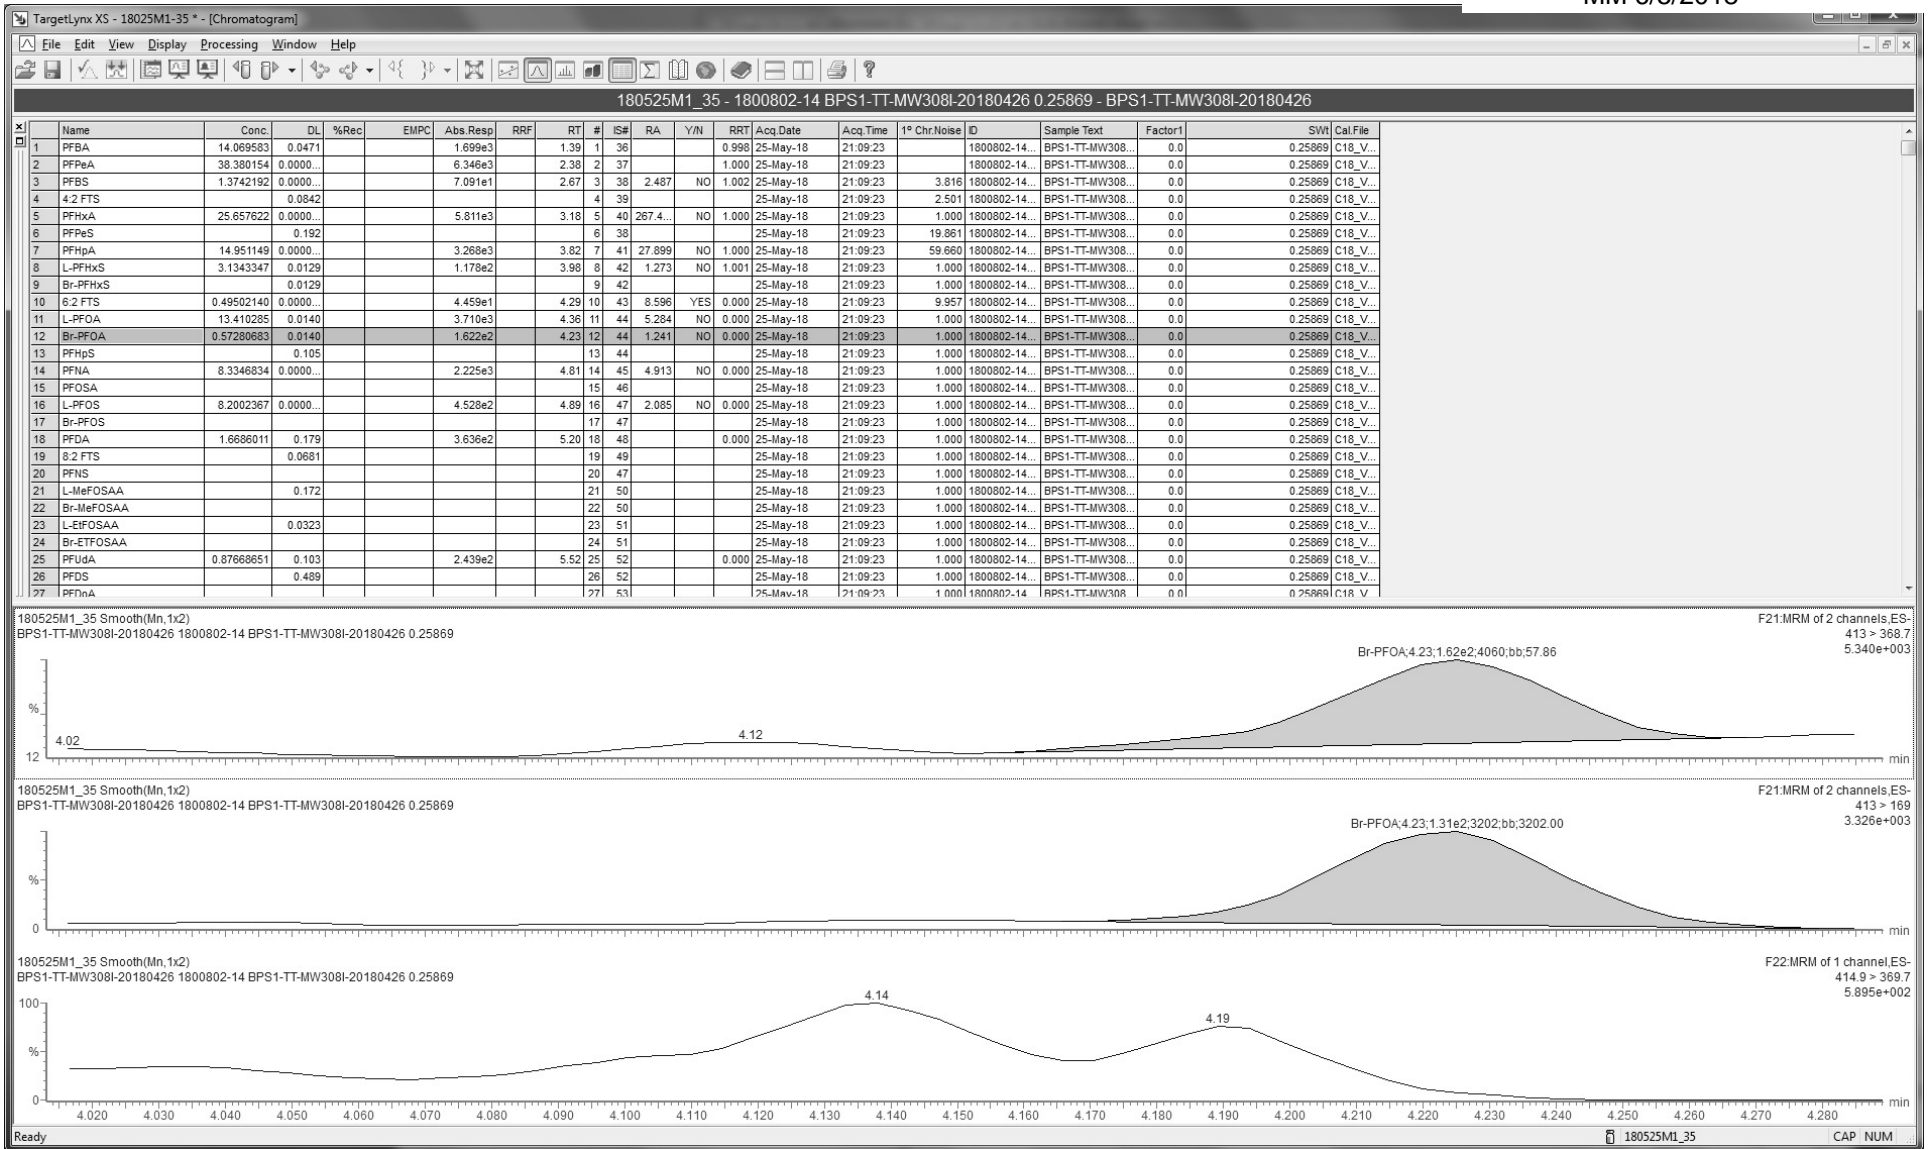 MM 6/5/2018
TargetLynx XS - 18025M1-35 * - [Chromatogram]
File Edit View Display Processing Window Help
180525M1_35 - 1800802-14 BPS1-TT-MW308I-20180426 0.25869 - BPS1-TT-MW308I-20180426
Name Conc. DL %Rec EMPC Abs.Resp RRF RT # IS# RA Y/N RRT Acq.Date Acq.Time 1° Chr.Noise ID Sample Text Factor1 SWt Cal.File
1 PFBA 14.069583 0.0471 1.699e3 1.39 1 36 0.998 25-May-18 21:09:23 1800802-14... BPS1-TT-MW308... 0.0 0.25869 C18_V...
2 PFPeA 38.380154 0.0000... 6.346e3 2.38 2 37 1.000 25-May-18 21:09:23 1800802-14... BPS1-TT-MW308... 0.0 0.25869 C18_V...
3 PFBS 1.3742192 0.0000... 7.091e1 2.67 3 38 2.487 NO 1.002 25-May-18 21:09:23 3.816 1800802-14... BPS1-TT-MW308... 0.0 0.25869 C18_V...
4 4:2 FTS 0.0842 4 39 25-May-18 21:09:23 2.501 1800802-14... BPS1-TT-MW308... 0.0 0.25869 C18_V...
5 PFHxA 25.657622 0.0000... 5.811e3 3.18 5 40 267.4... NO 1.000 25-May-18 21:09:23 1.000 1800802-14... BPS1-TT-MW308... 0.0 0.25869 C18_V...
6 PFPeS 0.192 6 38 25-May-18 21:09:23 19.861 1800802-14... BPS1-TT-MW308... 0.0 0.25869 C18_V...
7 PFHpA 14.951149 0.0000... 3.268e3 3.82 7 41 27.899 NO 1.000 25-May-18 21:09:23 59.660 1800802-14... BPS1-TT-MW308... 0.0 0.25869 C18_V...
8 L-PFHxS 3.1343347 0.0129 1.178e2 3.98 8 42 1.273 NO 1.001 25-May-18 21:09:23 1.000 1800802-14... BPS1-TT-MW308... 0.0 0.25869 C18_V...
9 Br-PFHxS 0.0129 9 42 25-May-18 21:09:23 1.000 1800802-14... BPS1-TT-MW308... 0.0 0.25869 C18_V...
10 6:2 FTS 0.49502140 0.0000... 4.459e1 4.29 10 43 8.596 YES 0.000 25-May-18 21:09:23 9.957 1800802-14... BPS1-TT-MW308... 0.0 0.25869 C18_V...
11 L-PFOA 13.410285 0.0140 3.710e3 4.36 11 44 5.284 NO 0.000 25-May-18 21:09:23 1.000 1800802-14... BPS1-TT-MW308... 0.0 0.25869 C18_V...
12 Br-PFOA 0.57280683 0.0140 1.622e2 4.23 12 44 1.241 NO 0.000 25-May-18 21:09:23 1.000 1800802-14... BPS1-TT-MW308... 0.0 0.25869 C18_V...
13 PFHpS 0.105 13 44 25-May-18 21:09:23 1.000 1800802-14... BPS1-TT-MW308... 0.0 0.25869 C18_V...
14 PFNA 8.3346834 0.0000... 2.225e3 4.81 14 45 4.913 NO 0.000 25-May-18 21:09:23 1.000 1800802-14... BPS1-TT-MW308... 0.0 0.25869 C18_V...
15 PFOSA 15 46 25-May-18 21:09:23 1.000 1800802-14... BPS1-TT-MW308... 0.0 0.25869 C18_V...
16 L-PFOS 8.2002367 0.0000... 4.528e2 4.89 16 47 2.085 NO 0.000 25-May-18 21:09:23 1.000 1800802-14... BPS1-TT-MW308... 0.0 0.25869 C18_V...
17 Br-PFOS 17 47 25-May-18 21:09:23 1.000 1800802-14... BPS1-TT-MW308... 0.0 0.25869 C18_V...
18 PFDA 1.6686011 0.179 3.636e2 5.20 18 48 0.000 25-May-18 21:09:23 1.000 1800802-14... BPS1-TT-MW308... 0.0 0.25869 C18_V...
19 8:2 FTS 0.0681 19 49 25-May-18 21:09:23 1.000 1800802-14... BPS1-TT-MW308... 0.0 0.25869 C18_V...
20 PFNS 20 47 25-May-18 21:09:23 1.000 1800802-14... BPS1-TT-MW308... 0.0 0.25869 C18_V...
21 L-MeFOSAA 0.172 21 50 25-May-18 21:09:23 1.000 1800802-14... BPS1-TT-MW308... 0.0 0.25869 C18_V...
22 Br-MeFOSAA 22 50 25-May-18 21:09:23 1.000 1800802-14... BPS1-TT-MW308... 0.0 0.25869 C18_V...
23 L-EtFOSAA 0.0323 23 51 25-May-18 21:09:23 1.000 1800802-14... BPS1-TT-MW308... 0.0 0.25869 C18_V...
24 Br-ETFOSAA 24 51 25-May-18 21:09:23 1.000 1800802-14... BPS1-TT-MW308... 0.0 0.25869 C18_V...
25 PFUdA 0.87668651 0.103 2.439e2 5.52 25 52 0.000 25-May-18 21:09:23 1.000 1800802-14... BPS1-TT-MW308... 0.0 0.25869 C18_V...
26 PFDS 0.489 26 52 25-May-18 21:09:23 1.000 1800802-14... BPS1-TT-MW308... 0.0 0.25869 C18_V...
27 PFDoA 27 53 25-May-18 21:09:23 1.000 1800802-14 BPS1-TT-MW308 0.0 0.25869 C18_V
180525M1_35 Smooth(Mn,1x2) F21:MRM of 2 channels,ES-
BPS1-TT-MW308I-20180426 1800802-14 BPS1-TT-MW308I-20180426 0.25869 413 > 368.7
5.340e+003
Br-PFOA;4.23;1.62e2;4060;bb;57.86
%
4.02 4.12
12 min
180525M1_35 Smooth(Mn,1x2) F21:MRM of 2 channels,ES-
BPS1-TT-MW308I-20180426 1800802-14 BPS1-TT-MW308I-20180426 0.25869 413 > 169
3.326e+003
Br-PFOA;4.23;1.31e2;3202;bb;3202.00
%
0 min
180525M1_35 Smooth(Mn,1x2) F22:MRM of 1 channel,ES-
BPS1-TT-MW308I-20180426 1800802-14 BPS1-TT-MW308I-20180426 0.25869 414.9 > 369.7
5.895e+002
100 4.14
4.19
%
0 min
4.020 4.030 4.040 4.050 4.060 4.070 4.080 4.090 4.100 4.110 4.120 4.130 4.140 4.150 4.160 4.170 4.180 4.190 4.200 4.210 4.220 4.230 4.240 4.250 4.260 4.270 4.280
Ready 180525M1_35 CAP NUM